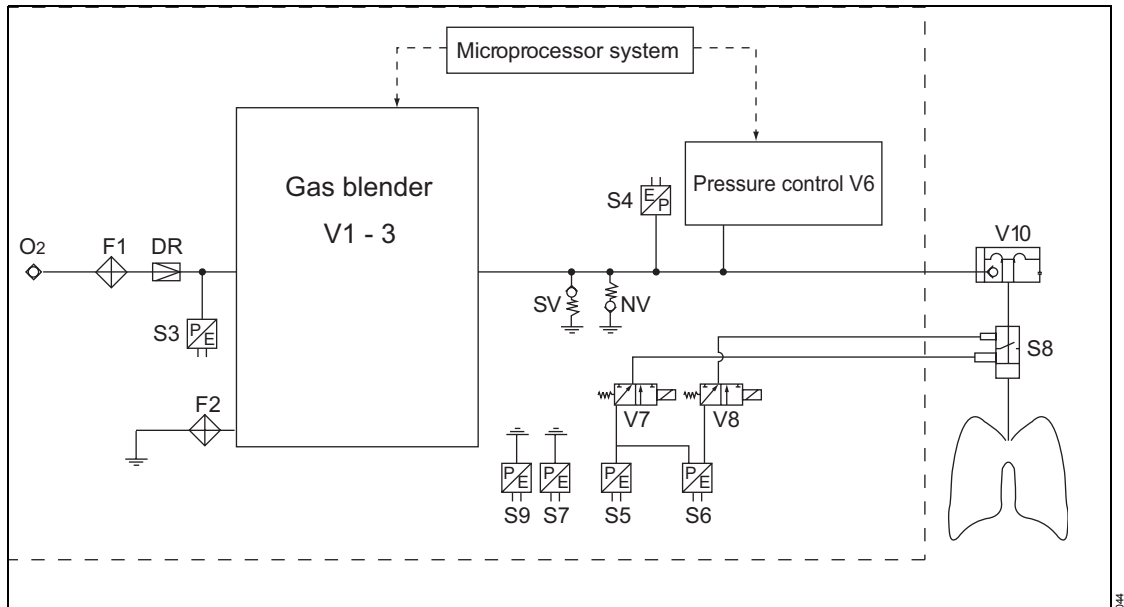 Microprocessor system
Gas blender
V1 - 3
Pressure control V6
S4
E
P
O2
F1
DR
V10
SV
NV
S3
P
E
S8
F2
V7
V8
P
E
P
E
P
E
P
E
S9
S7
S5
S6
044